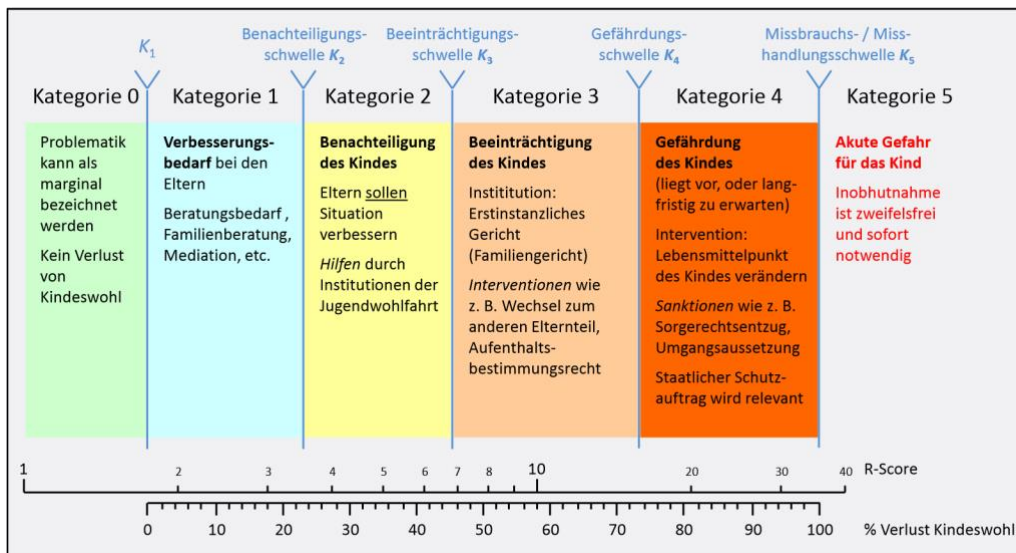 K₁
Benachteiligungs-
schwelle K₂
Beeinträchtigungs-
schwelle K₃
Gefährdungs-
schwelle K₄
Missbrauchs- / Miss-
handlungsschwelle K₅
Kategorie 0
Kategorie 1
Kategorie 2
Kategorie 3
Kategorie 4
Kategorie 5
Problematik
kann als
marginal
bezeichnet
werden
Kein Verlust
von
Kindeswohl
Verbesserungs-
bedarf bei den
Eltern
Beratungsbedarf ,
Familienberatung,
Mediation, etc.
Benachteiligung
des Kindes
Eltern sollen
Situation
verbessern
Hilfen durch
Institutionen der
Jugendwohlfahrt
Beeinträchtigung
des Kindes
Instititution:
Erstinstanzliches
Gericht
(Familiengericht)
Interventionen wie
z. B. Wechsel zum
anderen Elternteil,
Aufenthalts-
bestimmungsrecht
Gefährdung
des Kindes
(liegt vor, oder lang-
fristig zu erwarten)
Intervention:
Lebensmittelpunkt
des Kindes verändern
Sanktionen wie z. B.
Sorgerechtsentzug,
Umgangsaussetzung
Staatlicher Schutz-
auftrag wird relevant
Akute Gefahr
für das Kind
Inobhutnahme
ist zweifelsfrei
und sofort
notwendig
1 2 3 4 5 6 7 8 10 20 30 40 R-Score
0 10 20 30 40 50 60 70 80 90 100 % Verlust Kindeswohl